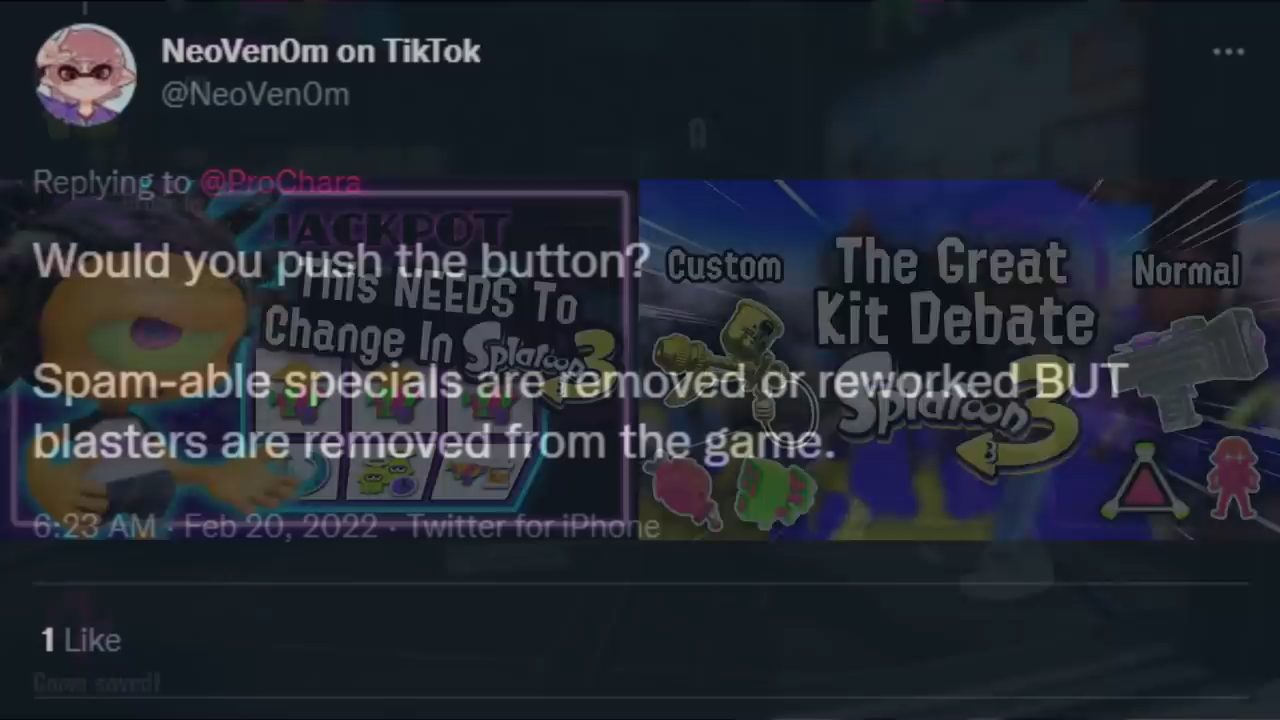 NeoVen0m on TikTok
@NeoVen0m
Replying to @ProChara
JACKPOT
Would you push the button?
This NEEDS To
Change In Splatoon 3
Custom
The Great
Kit Debate
Splatoon 3
Normal
Spam-able specials are removed or reworked BUT
blasters are removed from the game.
6:23 AM · Feb 20, 2022 · Twitter for iPhone
1 Like
Game saved!